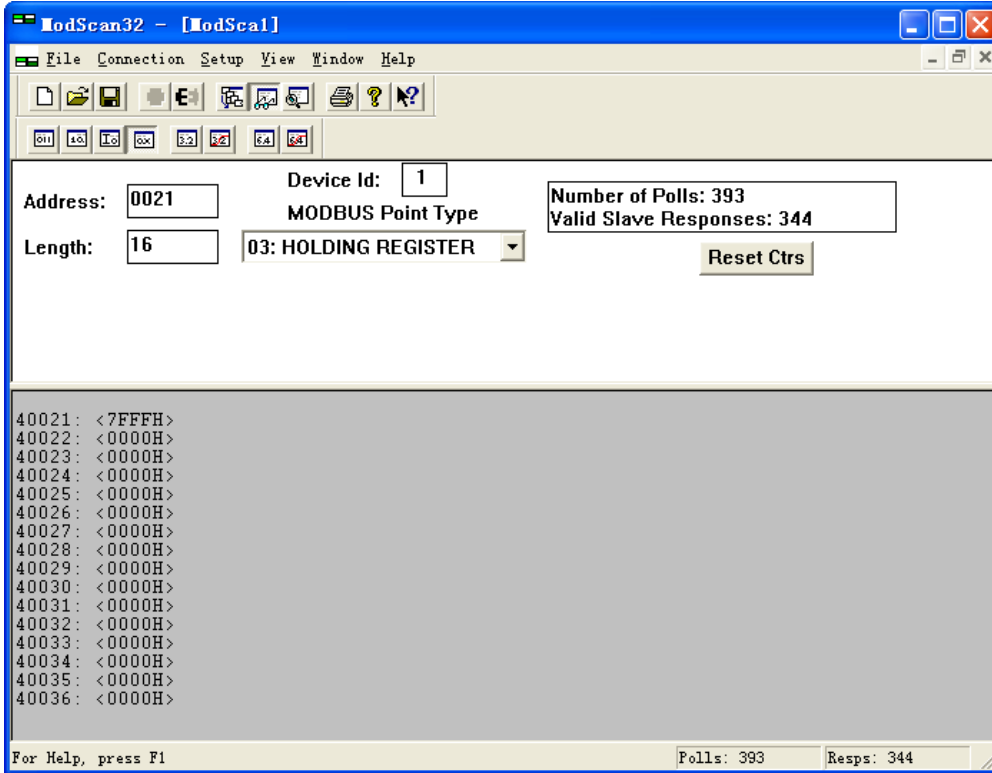 ModScan32 - [ModSca1]
File Connection Setup View Window Help
Address: 0021
Device Id: 1
MODBUS Point Type
Length: 16
03: HOLDING REGISTER
Number of Polls: 393
Valid Slave Responses: 344
Reset Ctrs
40021: <7FFFH>
40022: <0000H>
40023: <0000H>
40024: <0000H>
40025: <0000H>
40026: <0000H>
40027: <0000H>
40028: <0000H>
40029: <0000H>
40030: <0000H>
40031: <0000H>
40032: <0000H>
40033: <0000H>
40034: <0000H>
40035: <0000H>
40036: <0000H>
For Help, press F1
Polls: 393
Resps: 344